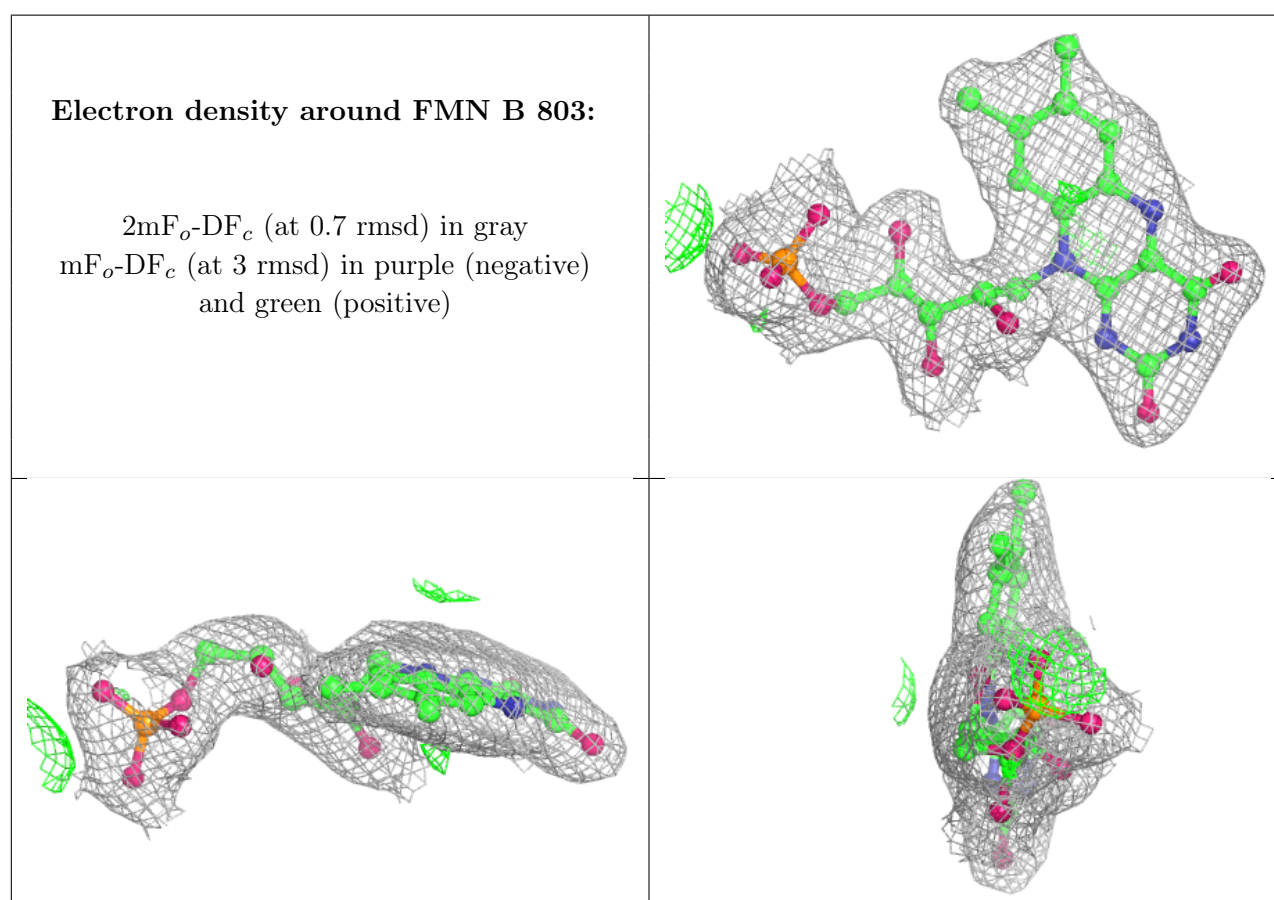 Electron density around FMN B 803:
2mFo-DFc (at 0.7 rmsd) in gray
mFo-DFc (at 3 rmsd) in purple (negative)
and green (positive)